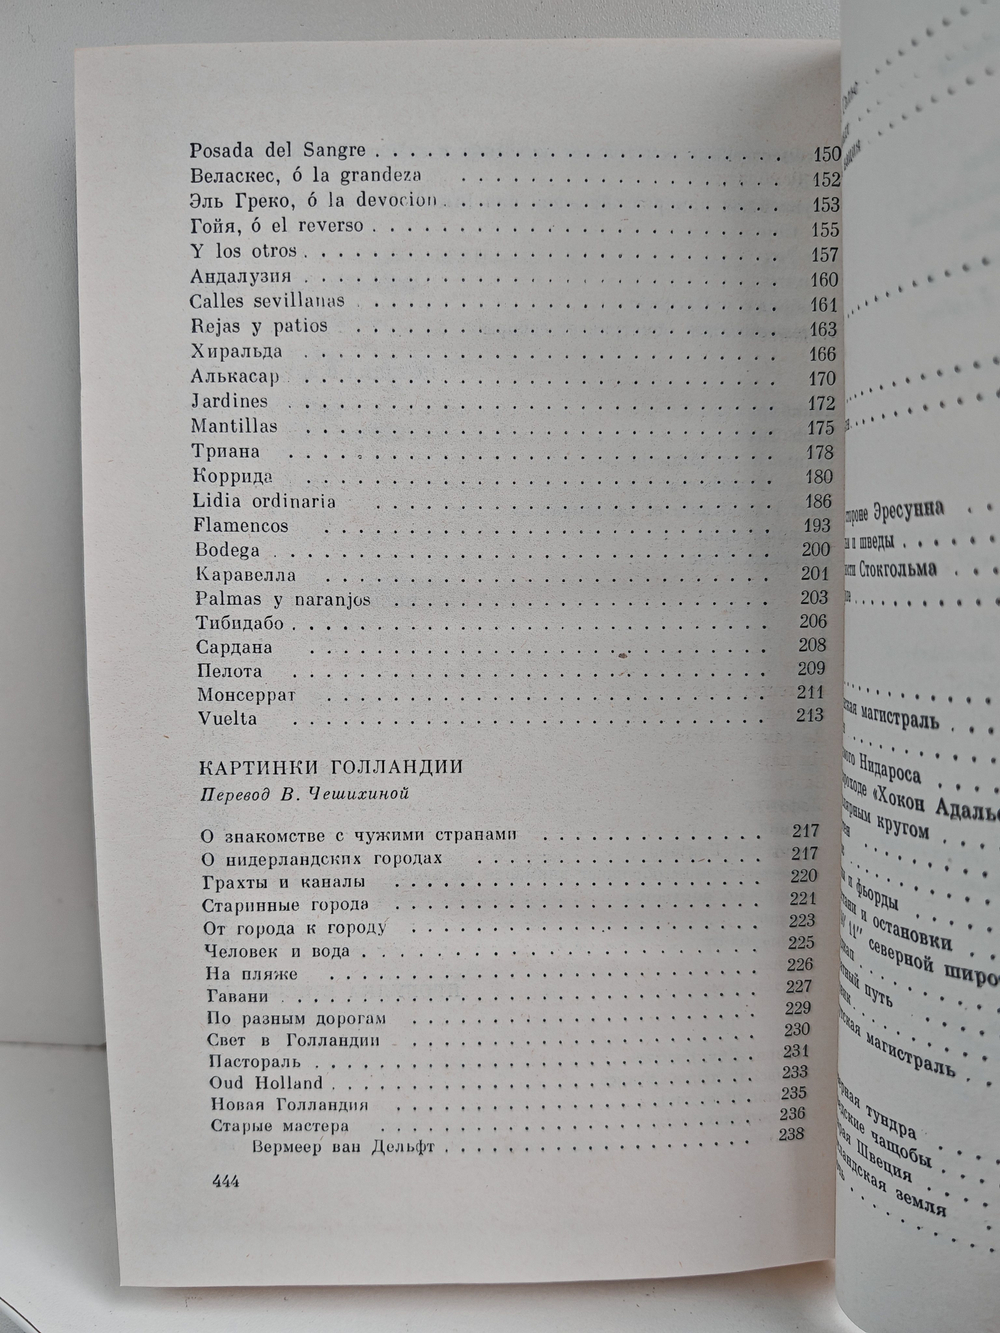 Posada del Sangre . . . 150
Веласкес, ó la grandeza . . . 152
Эль Греко, ó la devocion . . . 153
Гойя, ó el reverso . . . 155
Y los otros . . . 157
Андалузия . . . 160
Calles sevillanas . . . 161
Rejas y patios . . . 163
Хиральда . . . 166
Алькасар . . . 170
Jardines . . . 172
Mantillas . . . 175
Триана . . . 178
Коррида . . . 180
Lidia ordinaria . . . 186
Flamencos . . . 193
Bodega . . . 200
Каравелла . . . 201
Palmas y naranjos . . . 203
Тибидабо . . . 206
Сардана . . . 208
Пелота . . . 209
Монсеррат . . . 211
Vuelta . . . 213
КАРТИНКИ ГОЛЛАНДИИ
Перевод В. Чешихиной
О знакомстве с чужими странами . . . 217
О нидерландских городах . . . 217
Грахты и каналы . . . 220
Старинные города . . . 221
От города к городу . . . 223
Человек и вода . . . 225
На пляже . . . 226
Гавани . . . 227
По разным дорогам . . . 229
Свет в Голландии . . . 230
Пастораль . . . 231
Oud Holland . . . 233
Новая Голландия . . . 235
Старые мастера . . . 236
Вермеер ван Дельфт . . . 238
444
Эресунна
и шведы
Стокгольма
магистраль
Нидароса
«Хокон
кругом
и фьорды
и остановки
11" северной
путь
магистраль
тундра
чащобы
Швеция
земля